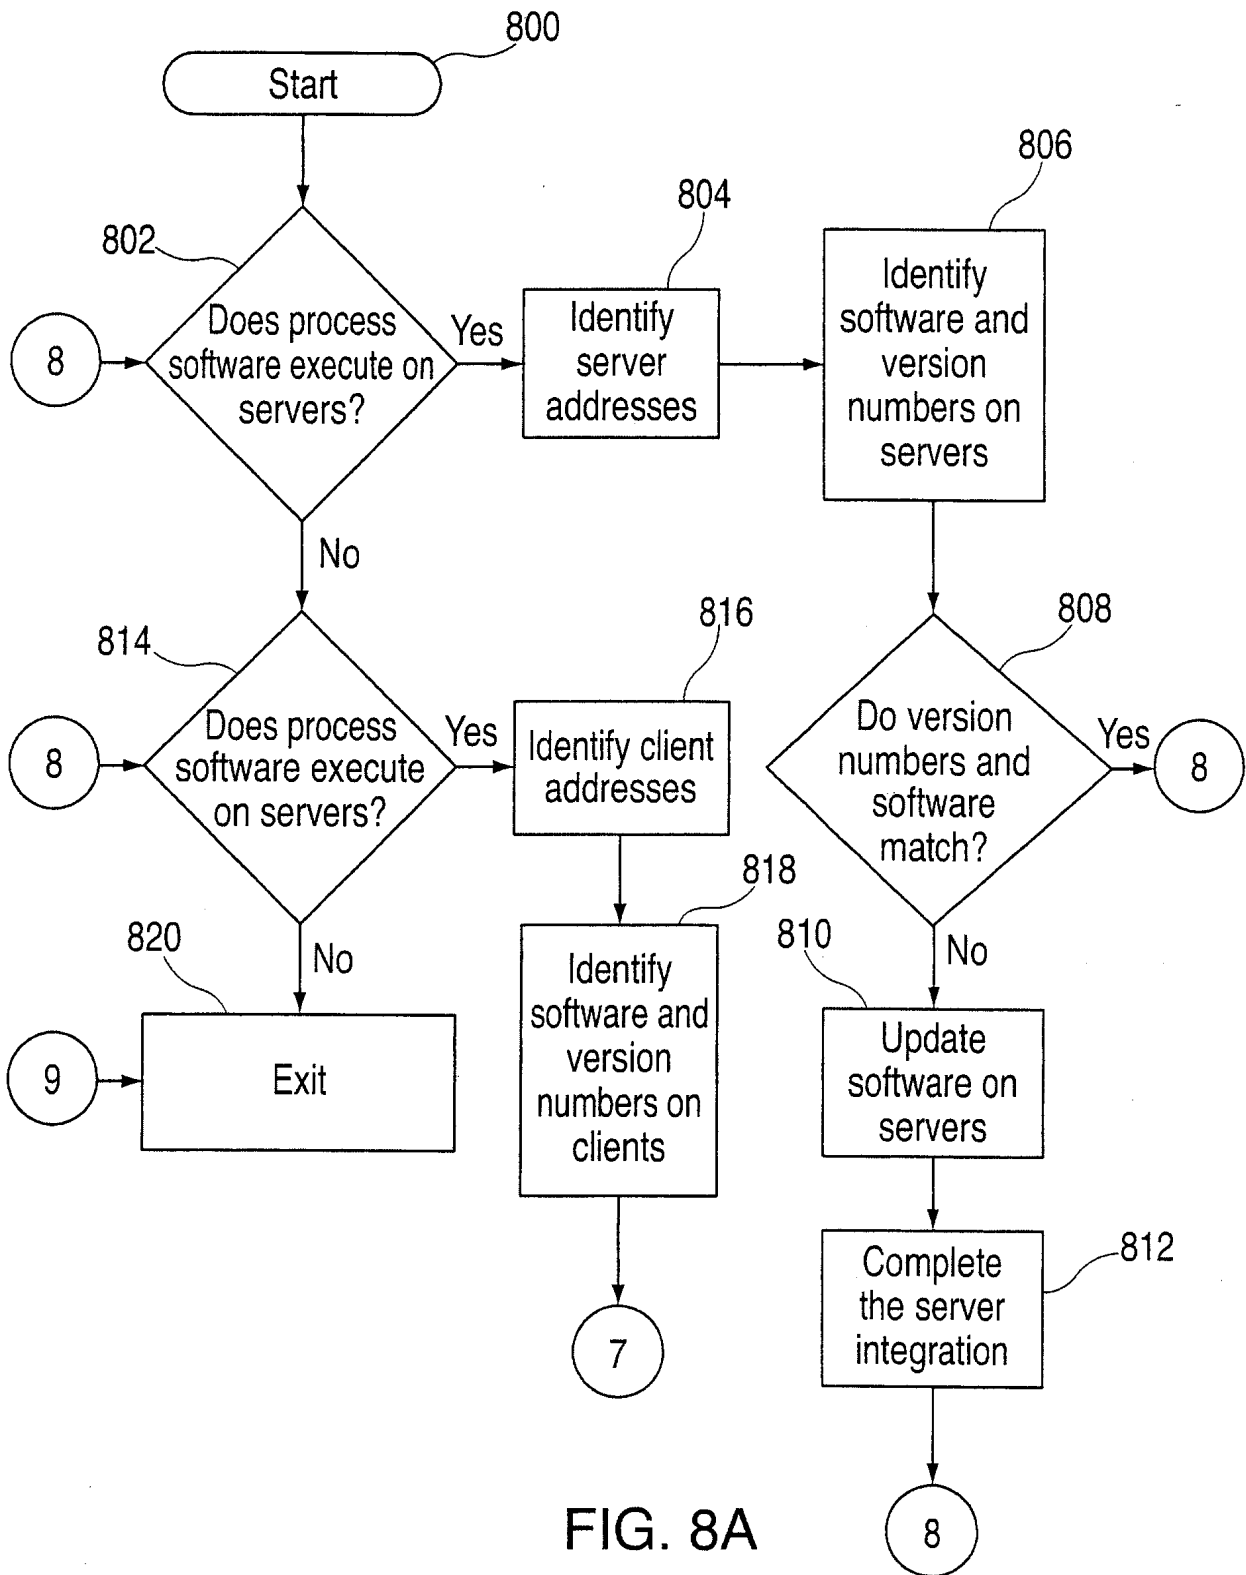 800
Start
806
804
802
Identify
software and
version
numbers on
servers
Does process
software execute on
servers?
8
Yes
Identify
server
addresses
No
816
808
814
Does process
software execute
on servers?
8
Yes
Identify client
addresses
Do version
numbers and
software
match?
Yes
8
818
820
No
810
No
Identify
software and
version
numbers on
clients
Update
software on
servers
9
Exit
812
Complete
the server
integration
7
8
FIG. 8A